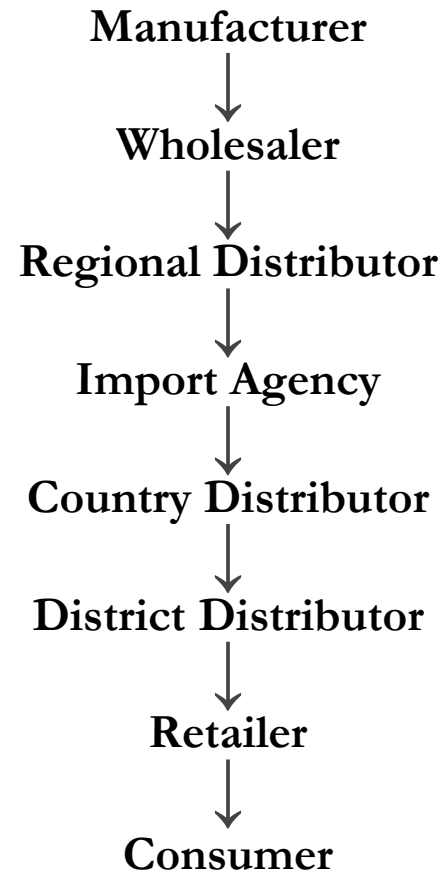 Manufacturer
Wholesaler
Regional Distributor
Import Agency
Country Distributor
District Distributor
Retailer
Consumer